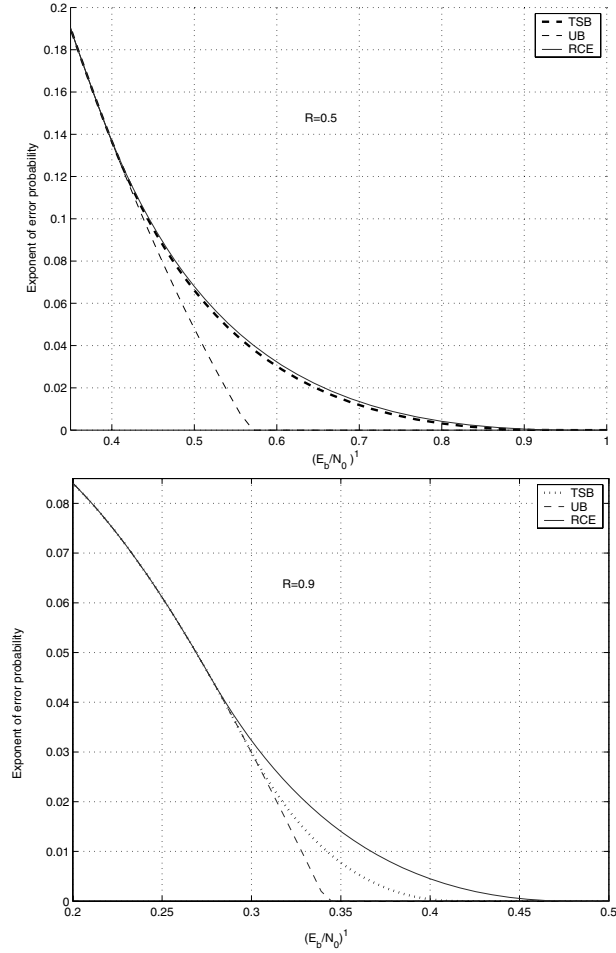 0.2
0.18
0.16
0.14
0.12
0.1
0.08
0.06
0.04
0.02
0
Exponent of error probability
R=0.5
TSB
UB
RCE
0.4 0.5 0.6 0.7 0.8 0.9 1
(E_b/N_0)^1
0.08
0.07
0.06
0.05
0.04
0.03
0.02
0.01
0
Exponent of error probability
R=0.9
TSB
UB
RCE
0.2 0.25 0.3 0.35 0.4 0.45 0.5
(E_b/N_0)^1